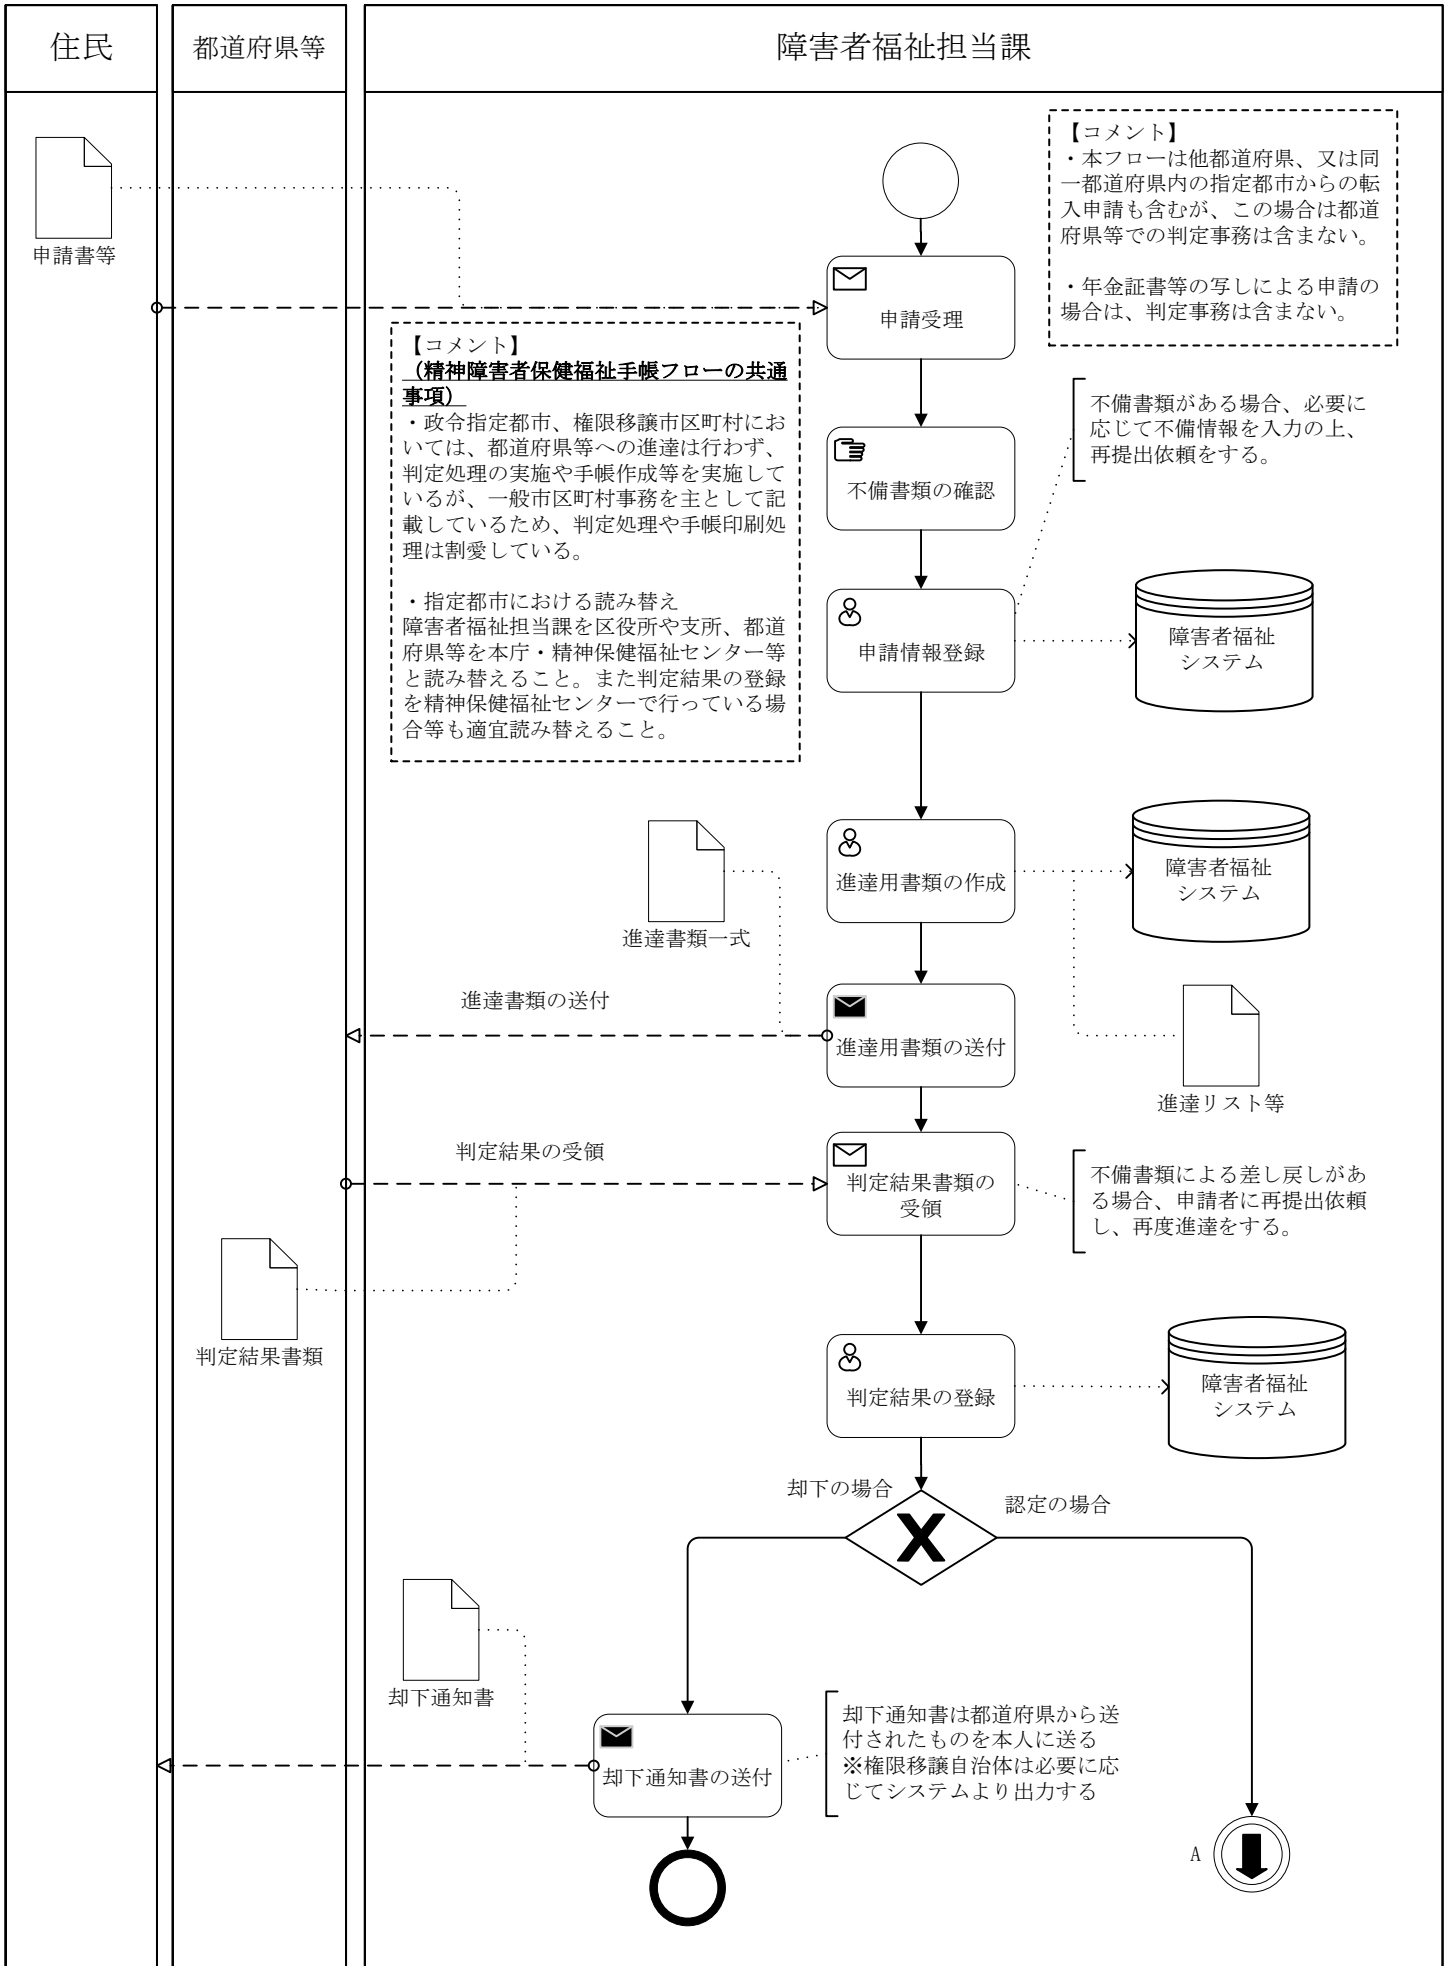 住民
都道府県等
障害者福祉担当課
申請書等
【コメント】
・本フローは他都道府県、又は同
一都道府県内の指定都市からの転
入申請も含むが、この場合は都道
府県等での判定事務は含まない。
・年金証書等の写しによる申請の
場合は、判定事務は含まない。
申請受理
【コメント】
（精神障害者保健福祉手帳フローの共通
事項）
・政令指定都市、権限移譲市区町村にお
いては、都道府県等への進達は行わず、
判定処理の実施や手帳作成等を実施して
いるが、一般市区町村事務を主として記
載しているため、判定処理や手帳印刷処
理は割愛している。
・指定都市における読み替え
障害者福祉担当課を区役所や支所、都道
府県等を本庁・精神保健福祉センター等
と読み替えること。また判定結果の登録
を精神保健福祉センターで行っている場
合等も適宜読み替えること。
不備書類がある場合、必要に
応じて不備情報を入力の上、
再提出依頼をする。
不備書類の確認
申請情報登録
障害者福祉
システム
進達用書類の作成
障害者福祉
システム
進達書類一式
進達書類の送付
進達用書類の送付
進達リスト等
判定結果の受領
判定結果書類の
受領
不備書類による差し戻しがあ
る場合、申請者に再提出依頼
し、再度進達をする。
判定結果書類
判定結果の登録
障害者福祉
システム
却下の場合
認定の場合
X
却下通知書
却下通知書の送付
却下通知書は都道府県から送
付されたものを本人に送る
※権限移譲自治体は必要に応
じてシステムより出力する
A